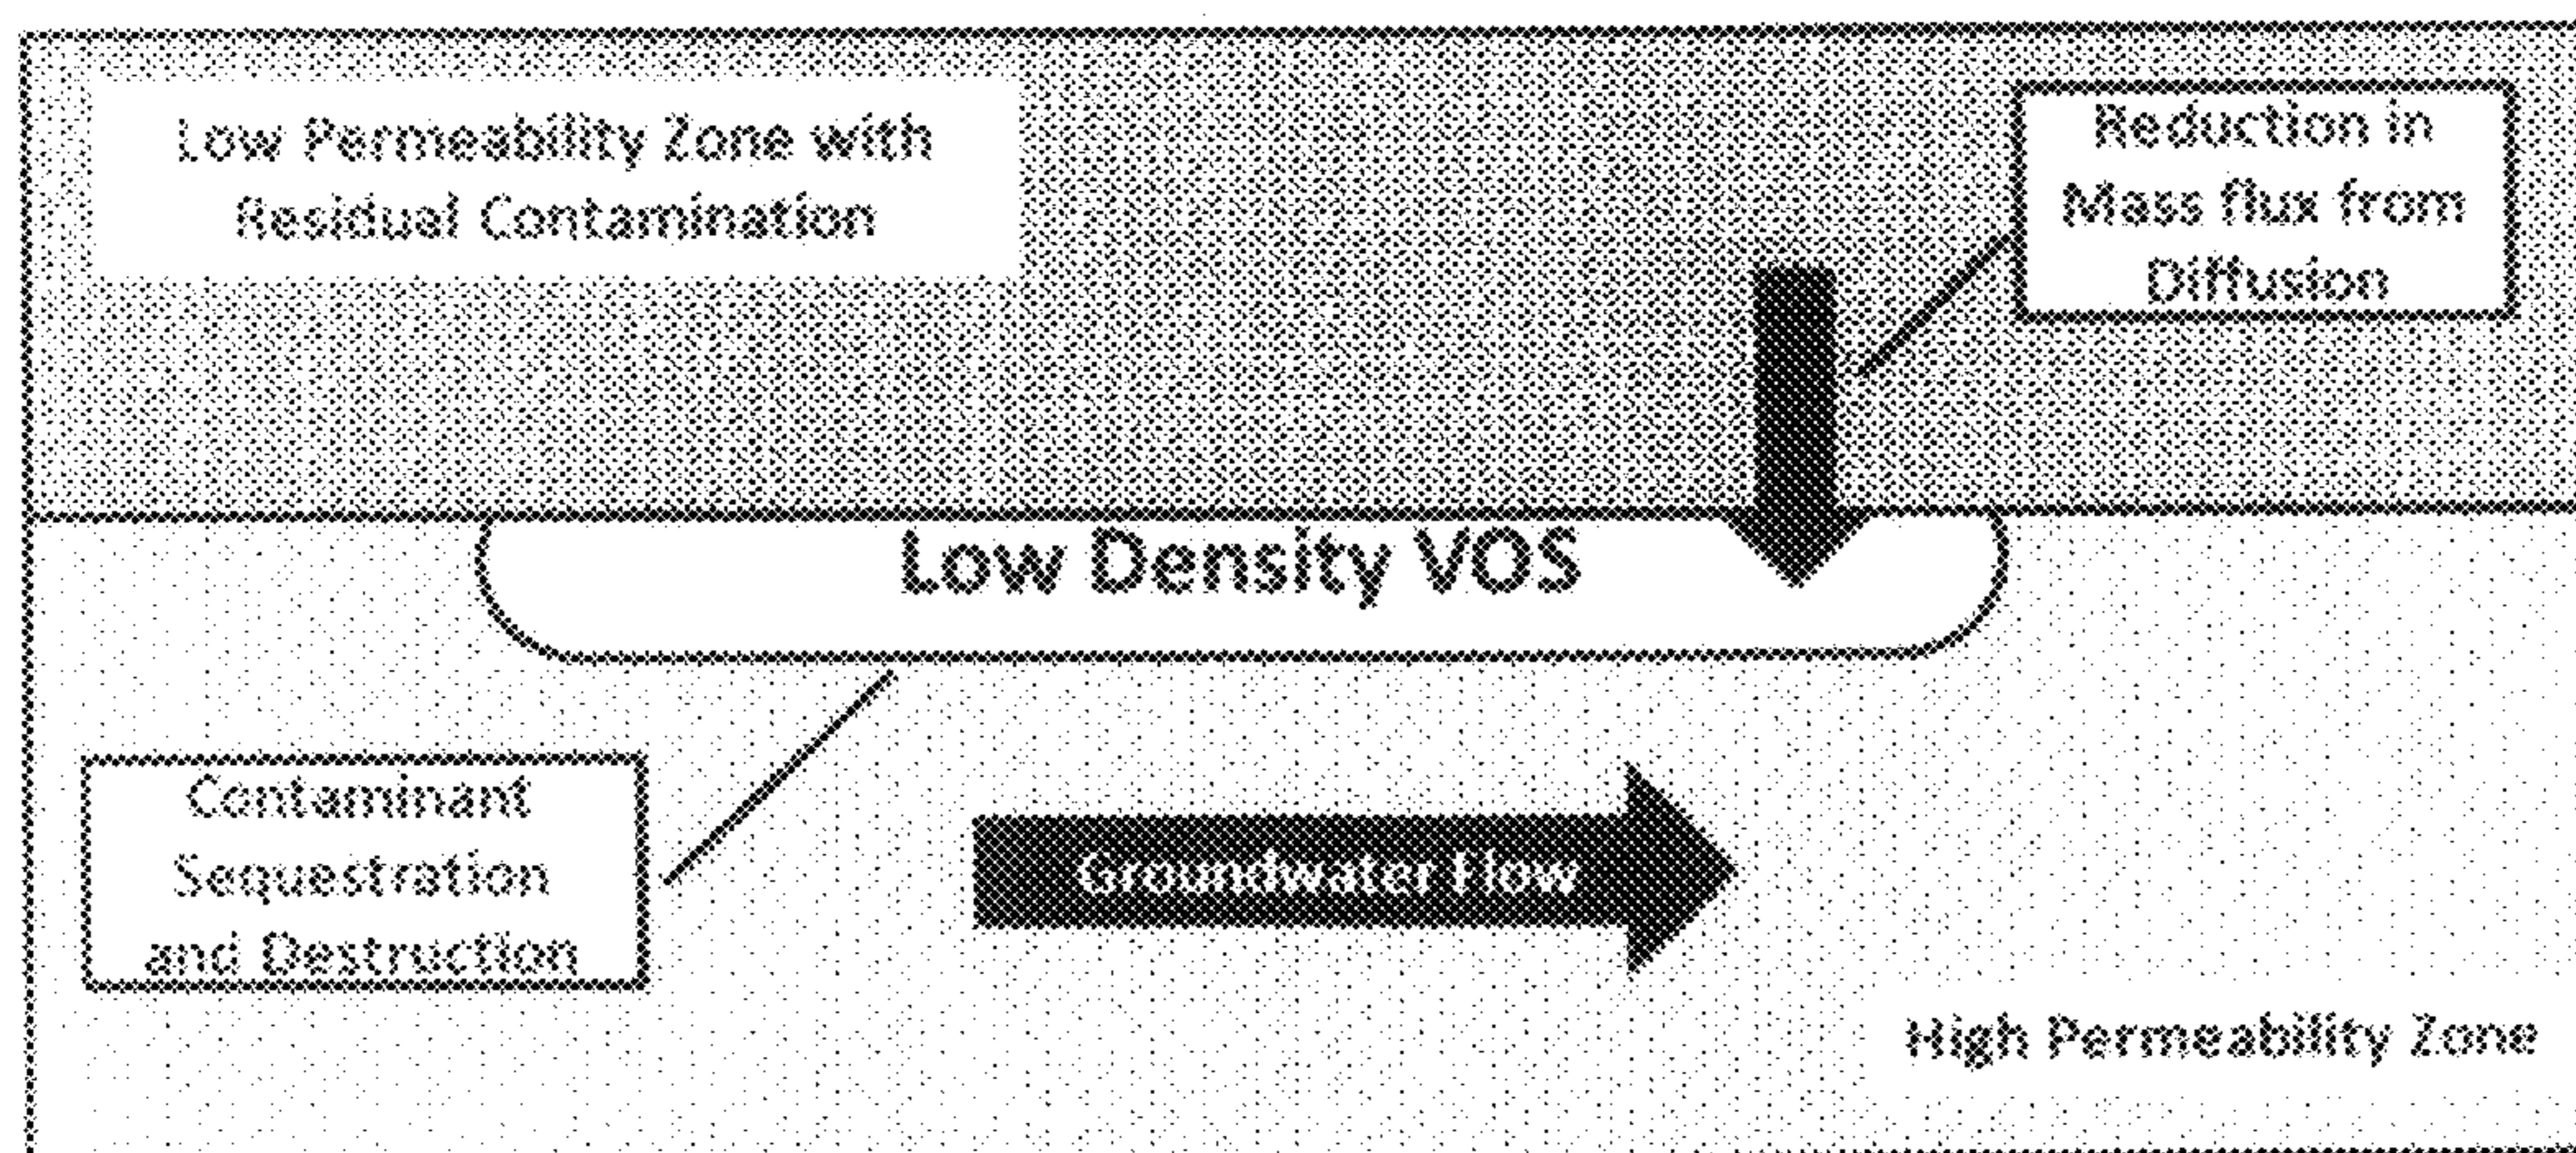 Low Permeability Zone with
Residual Contamination
Reduction in
Mass flux from
Diffusion
Low Density VOS
Contaminant
Sequestration
and Destruction
Groundwater Flow
High Permeability Zone